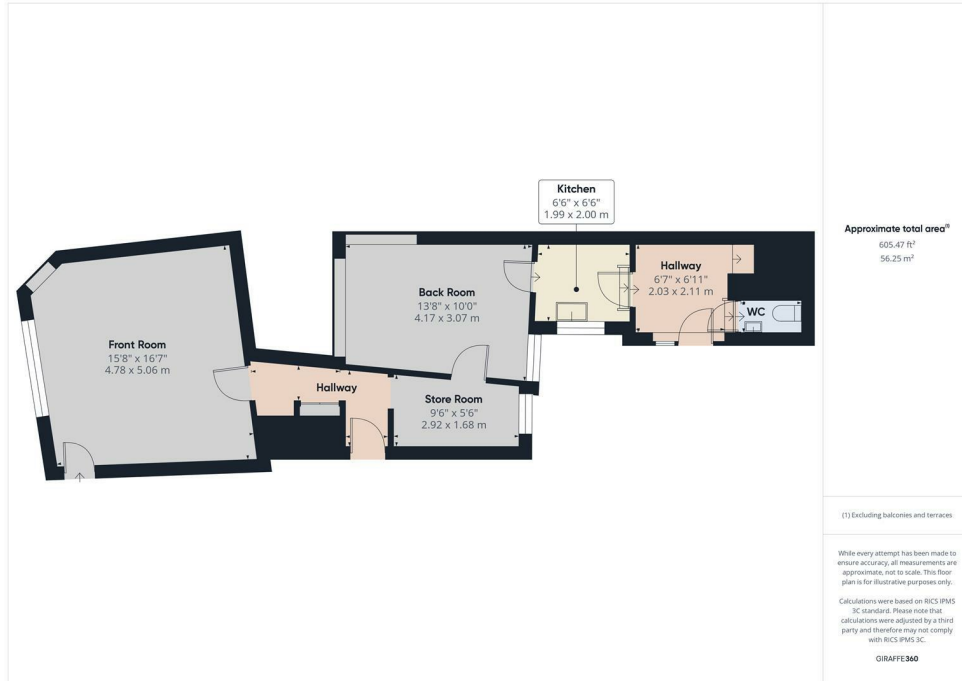 Kitchen
6'6" x 6'6"
1.99 x 2.00 m
Hallway
6'7" x 6'11"
2.03 x 2.11 m
Back Room
13'8" x 10'0"
4.17 x 3.07 m
WC
Front Room
15'8" x 16'7"
4.78 x 5.06 m
Hallway
Store Room
9'6" x 5'6"
2.92 x 1.68 m
Approximate total area⁽¹⁾
605.47 ft²
56.25 m²
(1) Excluding balconies and terraces
While every attempt has been made to
ensure accuracy, all measurements are
approximate, not to scale. This floor
plan is for illustrative purposes only.
Calculations were based on RICS IPMS
3C standard. Please note that
calculations were adjusted by a third
party and therefore may not comply
with RICS IPMS 3C.
GIRAFFE360